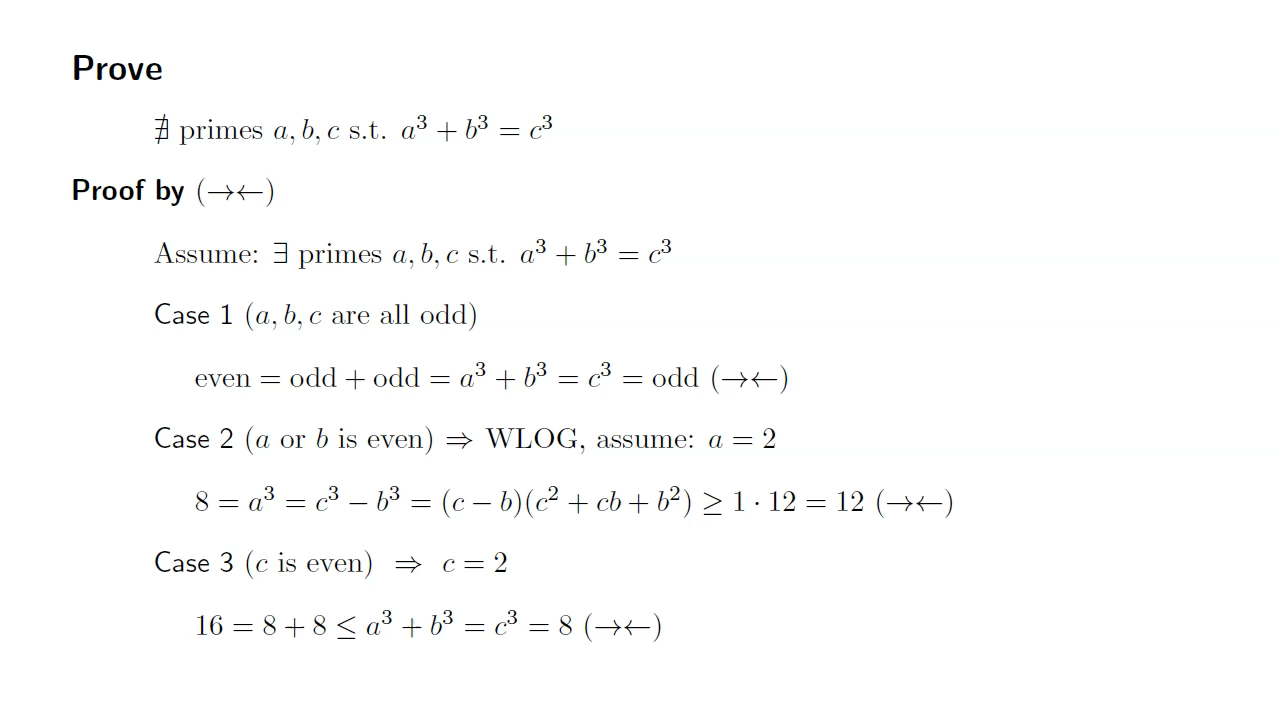 Prove
∄ primes a, b, c s.t. a³ + b³ = c³
Proof by (→←)
Assume: ∃ primes a, b, c s.t. a³ + b³ = c³
Case 1 (a, b, c are all odd)
even = odd + odd = a³ + b³ = c³ = odd (→←)
Case 2 (a or b is even) ⇒ WLOG, assume: a = 2
8 = a³ = c³ − b³ = (c − b)(c² + cb + b²) ≥ 1 · 12 = 12 (→←)
Case 3 (c is even) ⇒ c = 2
16 = 8 + 8 ≤ a³ + b³ = c³ = 8 (→←)